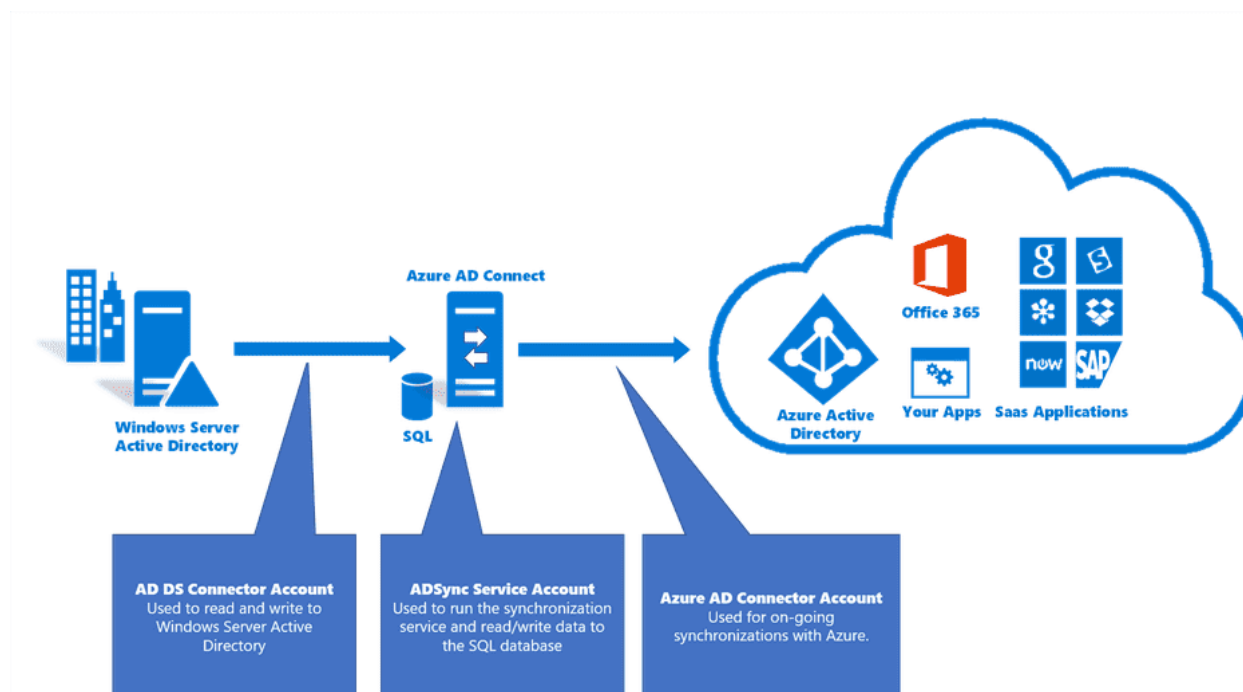 Azure AD Connect
Office 365
g
S
now
SAP
Azure Active
Directory
Your Apps
Saas Applications
Windows Server
Active Directory
SQL
AD DS Connector Account
Used to read and write to
Windows Server Active
Directory
ADSync Service Account
Used to run the synchronization
service and read/write data to
the SQL database
Azure AD Connector Account
Used for on-going
synchronizations with Azure.